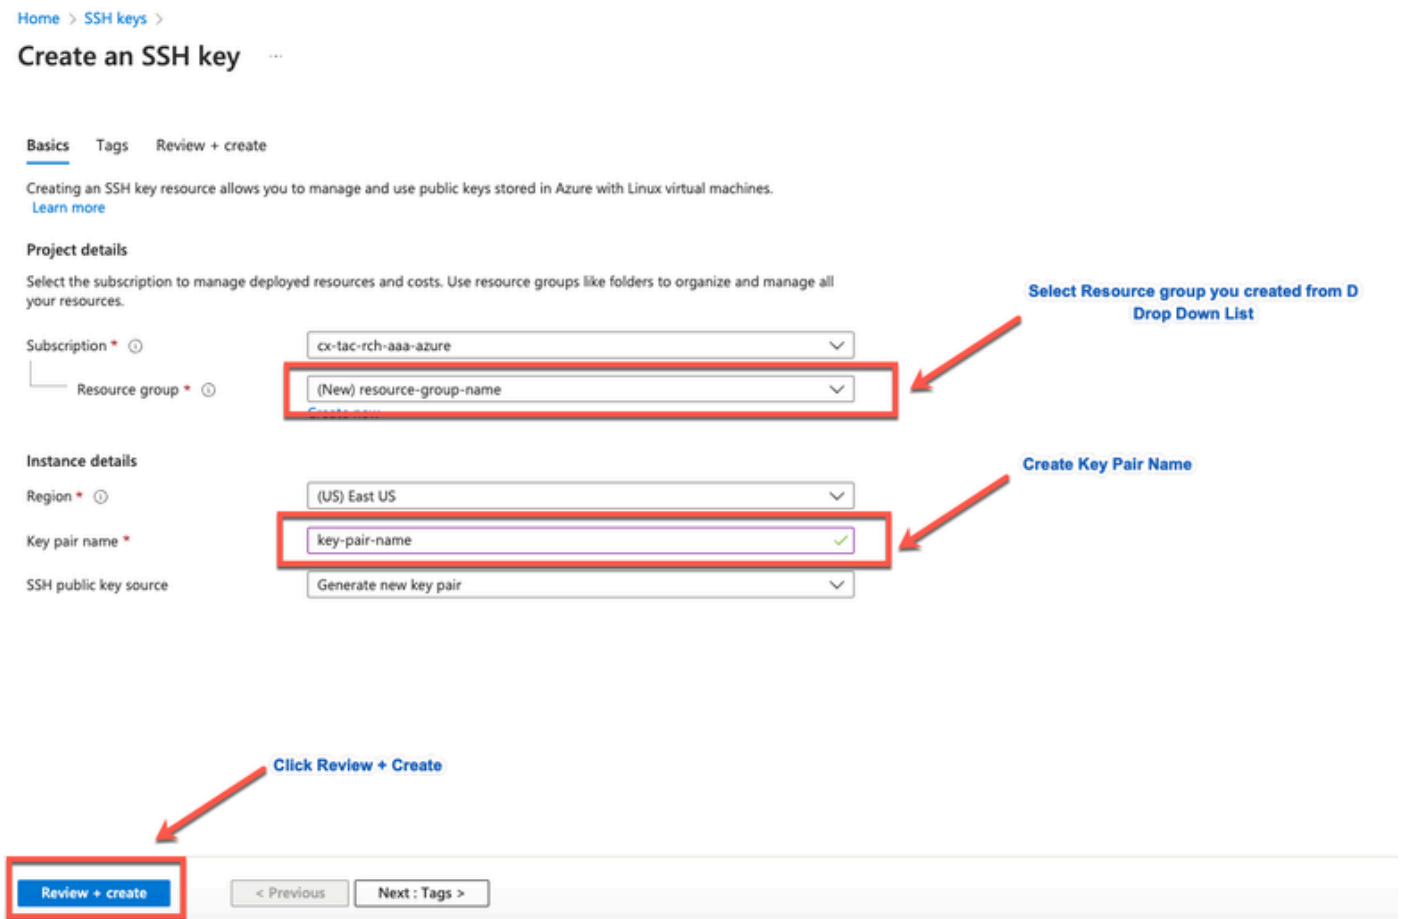 Home > SSH keys >
Create an SSH key ...
Basics Tags Review + create
Creating an SSH key resource allows you to manage and use public keys stored in Azure with Linux virtual machines.
Learn more
Project details
Select the subscription to manage deployed resources and costs. Use resource groups like folders to organize and manage all
your resources.
Select Resource group you created from D
Drop Down List
Subscription * cx-tac-rch-aaa-azure
Resource group * (New) resource-group-name
Create new
Instance details
Create Key Pair Name
Region * (US) East US
Key pair name * key-pair-name
SSH public key source Generate new key pair
Click Review + Create
Review + create < Previous Next : Tags >